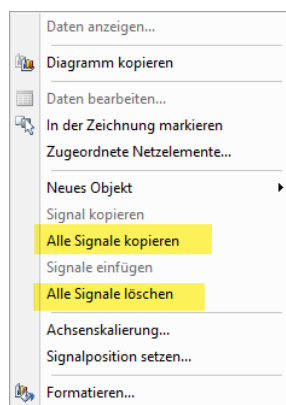 Daten anzeigen...
Diagramm kopieren
Daten bearbeiten...
In der Zeichnung markieren
Zugeordnete Netzelemente...
Neues Objekt
Signal kopieren
Alle Signale kopieren
Signale einfügen
Alle Signale löschen
Achsenskalierung...
Signalposition setzen...
Formatieren...